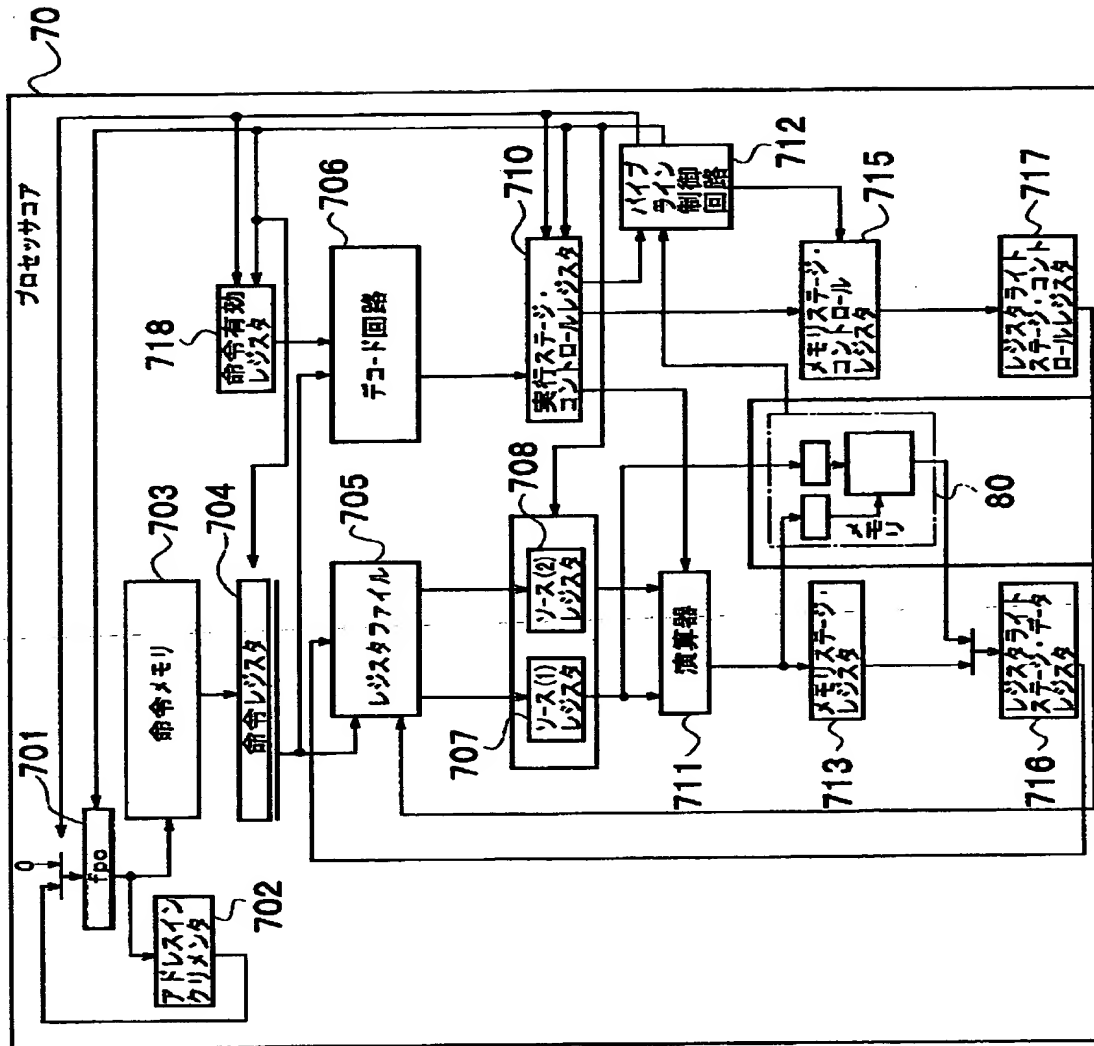 プロセッサコア
70
0
fpc
701
アドレスイン
クリメンタ
702
命令メモリ
703
命令レジスタ
704
718
命令有効
レジスタ
706
デコード回路
705
レジスタファイル
710
実行ステージ・
コントロールレジスタ
パイプ
ライン
制御
回路
712
708
ソース(1)
レジスタ
ソース(2)
レジスタ
707
演算器
711
メモリ
80
メモリステージ・
コントロール
レジスタ
715
メモリステージ・
レジスタ
713
レジスタライト
ステージ・データ
レジスタ
716
レジスタライト
ステージ・コント
ロールレジスタ
717